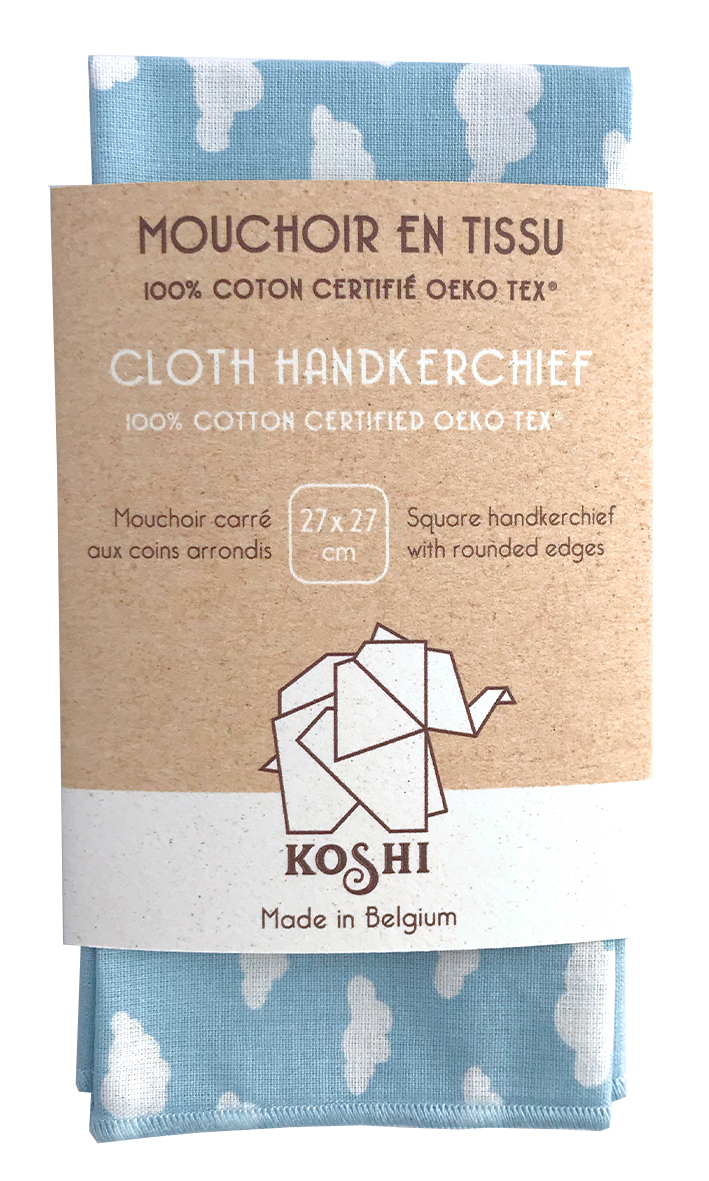 MOUCHOIR EN TISSU
100% COTON CERTIFIÉ OEKO TEX®
CLOTH HANDKERCHIEF
100% COTTON CERTIFIED OEKO TEX®
Mouchoir carré
aux coins arrondis
27 x 27
cm
Square handkerchief
with rounded edges
KOSHI
Made in Belgium